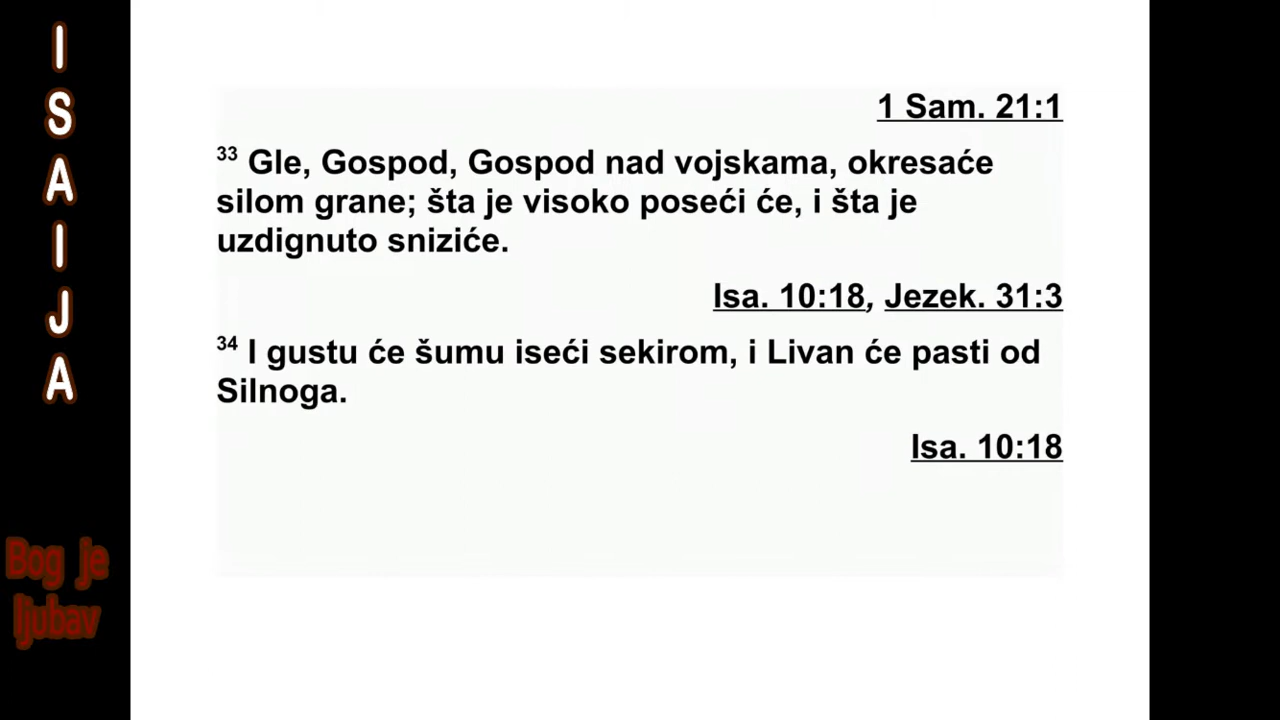 ISAIJA
1 Sam. 21:1
33 Gle, Gospod, Gospod nad vojskama, okresaće
silom grane; šta je visoko poseći će, i šta je
uzdignuto sniziće.
Isa. 10:18, Jezek. 31:3
34 I gustu će šumu iseći sekirom, i Livan će pasti od
Silnoga.
Isa. 10:18
Bog je
ljubav